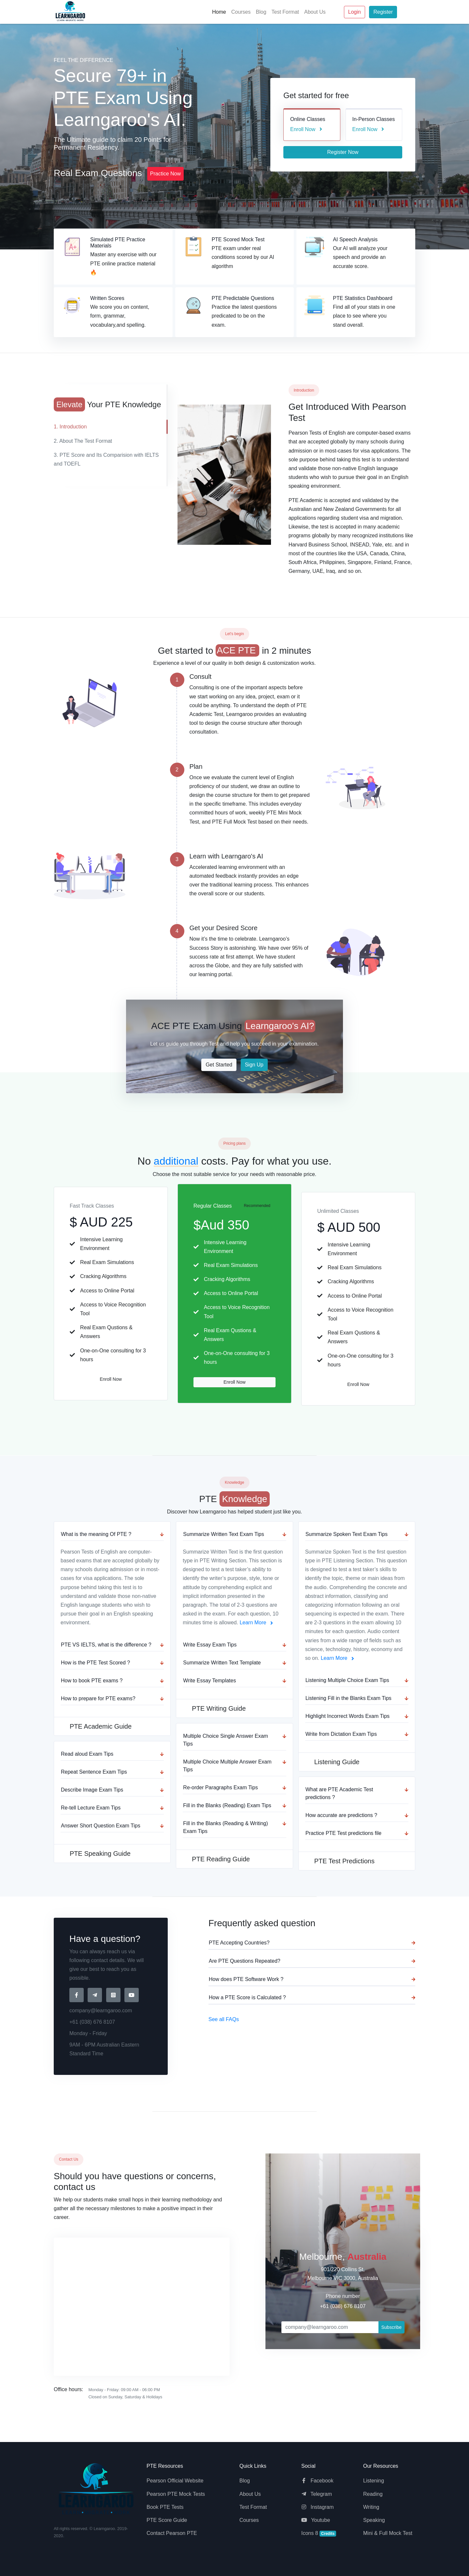 LEARNGAROO
Home Courses Blog Test Format About Us Login Register
FEEL THE DIFFERENCE
Secure 79+ in
PTE Exam Using
Learngaroo's AI.
The Ultimate guide to claim 20 Points for
Permanent Residency.
Real Exam Questions Practice Now
Get started for free
Online Classes
Enroll Now
In-Person Classes
Enroll Now
Register Now
Simulated PTE Practice
Materials
Master any exercise with our
PTE online practice material
🔥
PTE Scored Mock Test
PTE exam under real
conditions scored by our AI
algorithm
AI Speech Analysis
Our AI will analyze your
speech and provide an
accurate score.
Written Scores
We score you on content,
form, grammar,
vocabulary,and spelling.
PTE Predictable Questions
Practice the latest questions
predicated to be on the
exam.
PTE Statistics Dashboard
Find all of your stats in one
place to see where you
stand overall.
Elevate Your PTE Knowledge
1. Introduction
2. About The Test Format
3. PTE Score and Its Comparision with IELTS
and TOEFL
Introduction
Get Introduced With Pearson
Test
Pearson Tests of English are computer-based exams
that are accepted globally by many schools during
admission or in most-cases for visa applications. The
sole purpose behind taking this test is to understand
and validate those non-native English language
students who wish to pursue their goal in an English
speaking environment.
PTE Academic is accepted and validated by the
Australian and New Zealand Governments for all
applications regarding student visa and migration.
Likewise, the test is accepted in many academic
programs globally by many recognized institutions like
Harvard Business School, INSEAD, Yale, etc. and in
most of the countries like the USA, Canada, China,
South Africa, Philippines, Singapore, Finland, France,
Germany, UAE, Iraq, and so on.
Let's begin
Get started to ACE PTE in 2 minutes
Experience a level of our quality in both design & customization works.
1
Consult
Consulting is one of the important aspects before
we start working on any idea, project, exam or it
could be anything. To understand the depth of PTE
Academic Test, Learngaroo provides an evaluating
tool to design the course structure after thorough
consultation.
2
Plan
Once we evaluate the current level of English
proficiency of our student, we draw an outline to
design the course structure for them to get prepared
in the specific timeframe. This includes everyday
committed hours of work, weekly PTE Mini Mock
Test, and PTE Full Mock Test based on their needs.
3
Learn with Learngaro's AI
Accelerated learning environment with an
automated feedback instantly provides an edge
over the traditional learning process. This enhances
the overall score or our students.
4
Get your Desired Score
Now it's the time to celebrate. Learngaroo's
Success Story is astonishing. We have over 95% of
success rate at first attempt. We have student
across the Globe, and they are fully satisfied with
our learning portal.
ACE PTE Exam Using Learngaroo's AI?
Let us guide you through Test and help you succeed in your examination.
Get Started Sign Up
Pricing plans
No additional costs. Pay for what you use.
Choose the most suitable service for your needs with reasonable price.
Fast Track Classes
$ AUD 225
Intensive Learning
Environment
Real Exam Simulations
Cracking Algorithms
Access to Online Portal
Access to Voice Recognition
Tool
Real Exam Qustions &
Answers
One-on-One consulting for 3
hours
Enroll Now
Regular Classes Recommended
$Aud 350
Intensive Learning
Environment
Real Exam Simulations
Cracking Algorithms
Access to Online Portal
Access to Voice Recognition
Tool
Real Exam Qustions &
Answers
One-on-One consulting for 3
hours
Enroll Now
Unlimited Classes
$ AUD 500
Intensive Learning
Environment
Real Exam Simulations
Cracking Algorithms
Access to Online Portal
Access to Voice Recognition
Tool
Real Exam Qustions &
Answers
One-on-One consulting for 3
hours
Enroll Now
Knowledge
PTE Knowledge
Discover how Learngaroo has helped student just like you.
What is the meaning Of PTE ?
Pearson Tests of English are computer-
based exams that are accepted globally by
many schools during admission or in most-
cases for visa applications. The sole
purpose behind taking this test is to
understand and validate those non-native
English language students who wish to
pursue their goal in an English speaking
environment.
PTE VS IELTS, what is the difference ?
How is the PTE Test Scored ?
How to book PTE exams ?
How to prepare for PTE exams?
PTE Academic Guide
Read aloud Exam Tips
Repeat Sentence Exam Tips
Describe Image Exam Tips
Re-tell Lecture Exam Tips
Answer Short Question Exam Tips
PTE Speaking Guide
Summarize Written Text Exam Tips
Summarize Written Text is the first question
type in PTE Writing Section. This section is
designed to test a test taker's ability to
identify the writer's purpose, style, tone or
attitude by comprehending explicit and
implicit information presented in the
paragraph. The total of 2-3 questions are
asked in the exam. For each question, 10
minutes time is allowed. Learn More
Write Essay Exam Tips
Summarize Written Text Template
Write Essay Templates
PTE Writing Guide
Multiple Choice Single Answer Exam
Tips
Multiple Choice Multiple Answer Exam
Tips
Re-order Paragraphs Exam Tips
Fill in the Blanks (Reading) Exam Tips
Fill in the Blanks (Reading & Writing)
Exam Tips
PTE Reading Guide
Summarize Spoken Text Exam Tips
Summarize Spoken Text is the first question
type in PTE Listening Section. This question
is designed to test a test taker's skills to
identify the theme or main ideas from
the audio. Comprehending the concrete and
abstract information, classifying and
categorizing information following an oral
sequencing is expected in the exam. There
are 2-3 questions in the exam with 10
minutes for each question. Audio content
varies from a wide range of fields such as
science, technology, history, economy and
so on. Learn More
Listening Multiple Choice Exam Tips
Listening Fill in the Blanks Exam Tips
Highlight Incorrect Words Exam Tips
Write from Dictation Exam Tips
Listening Guide
What are PTE Academic Test
predictions ?
How accurate are predictions ?
Practice PTE Test predictions file
PTE Test Predictions
Have a question?
You can always reach us via
following contact details. We will
give our best to reach you as
possible.
company@learngaroo.com
+61 (038) 676 8107
Monday - Friday
9AM - 6PM Australian Eastern
Standard Time
Frequently asked question
PTE Accepting Countries?
Are PTE Questions Repeated?
How does PTE Software Work ?
How a PTE Score is Calculated ?
See all FAQs
Contact Us
Should you have questions or concerns,
contact us
We help our students make small hops in their learning methodology and
gather all the necessary milestones to make a positive impact in their
career.
Office hours: Monday - Friday: 09:00 AM - 06:00 PM
Closed on Sunday, Saturday & Holidays
Melbourne, Australia
901/220 Collins St,
Melbourne VIC 3000, Australia
Phone number
+61 (038) 676 8107
company@learngaroo.com Subscribe
LEARNGAROO
All rights reserved. © Learngaroo. 2019-
2020.
PTE Resources
Pearson Official Website
Pearson PTE Mock Tests
Book PTE Tests
PTE Score Guide
Contact Pearson PTE
Quick Links
Blog
About Us
Test Format
Courses
Social
Facebook
Telegram
Instagram
Youtube
Icons 8 Credits
Our Resources
Listening
Reading
Writing
Speaking
Mini & Full Mock Test